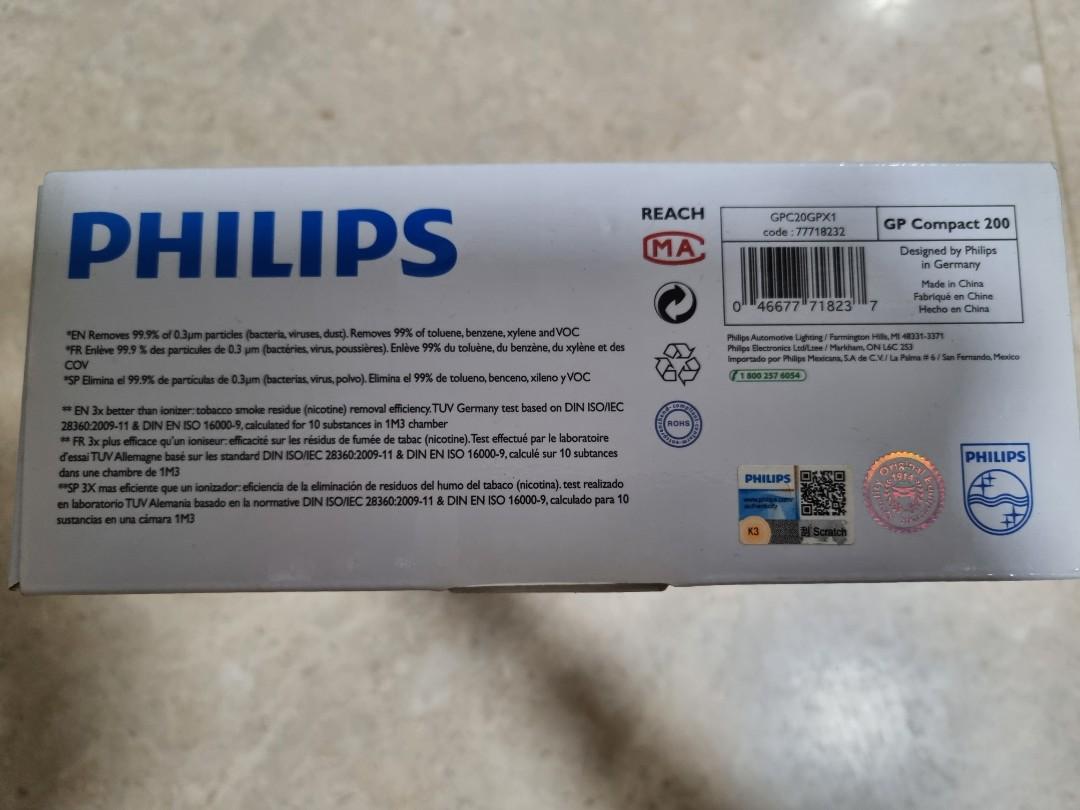 PHILIPS
*EN Removes 99.9% of 0.3µm particles (bacteria, viruses, dust). Removes 99% of toluene, benzene, xylene and VOC
*FR Enlève 99.9 % des particules de 0.3 µm (bactéries, virus, poussières). Enlève 99% du toluène, du benzène, du xylène et des
COV
*SP Elimina el 99.9% de partículas de 0.3µm (bacterias, virus, polvo). Elimina el 99% de tolueno, benceno, xileno y VOC
** EN 3x better than ionizer: tobacco smoke residue (nicotine) removal efficiency. TUV Germany test based on DIN ISO/IEC
28360:2009-11 & DIN EN ISO 16000-9, calculated for 10 substances in 1M3 chamber
** FR 3x plus efficace qu'un ioniseur: efficacité sur les résidus de fumée de tabac (nicotine). Test effectué par le laboratoire
d'essai TUV Allemagne basé sur les standard DIN ISO/IEC 28360:2009-11 & DIN EN ISO 16000-9, calculé sur 10 subtances
dans une chambre de 1M3
**SP 3X mas eficiente que un ionizador: eficiencia de la eliminación de residuos del humo del tabaco (nicotina). test realizado
en laboratorio TUV Alemania basado en la normative DIN ISO/IEC 28360:2009-11 & DIN EN ISO 16000-9, calculado para 10
sustancias en una cámara 1M3
REACH
MA
ROHS
GPC20GPX1
code : 77718232
GP Compact 200
0 46677 71823 7
Designed by Philips
in Germany
Made in China
Fabriqué en Chine
Hecho en China
Philips Automotive Lighting / Farmington Hills, MI 48331-3371
Philips Electronics Ltd/Ltee / Markham, ON L6C 2S3
Importado por Philips Mexicana, S.A de C.V./ La Palma # 6 / San Fernando, Mexico
1 800 257 6054
PHILIPS
www.philips.com/
authenticity
K3
刮 Scratch
Original
1914
PHILIPS